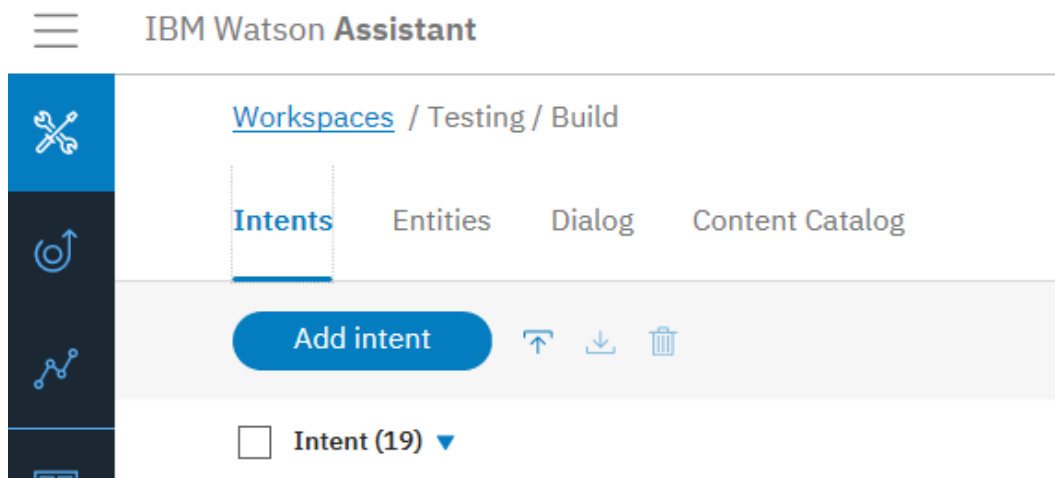 IBM Watson Assistant
Workspaces / Testing / Build
Intents Entities Dialog Content Catalog
Add intent
Intent (19)